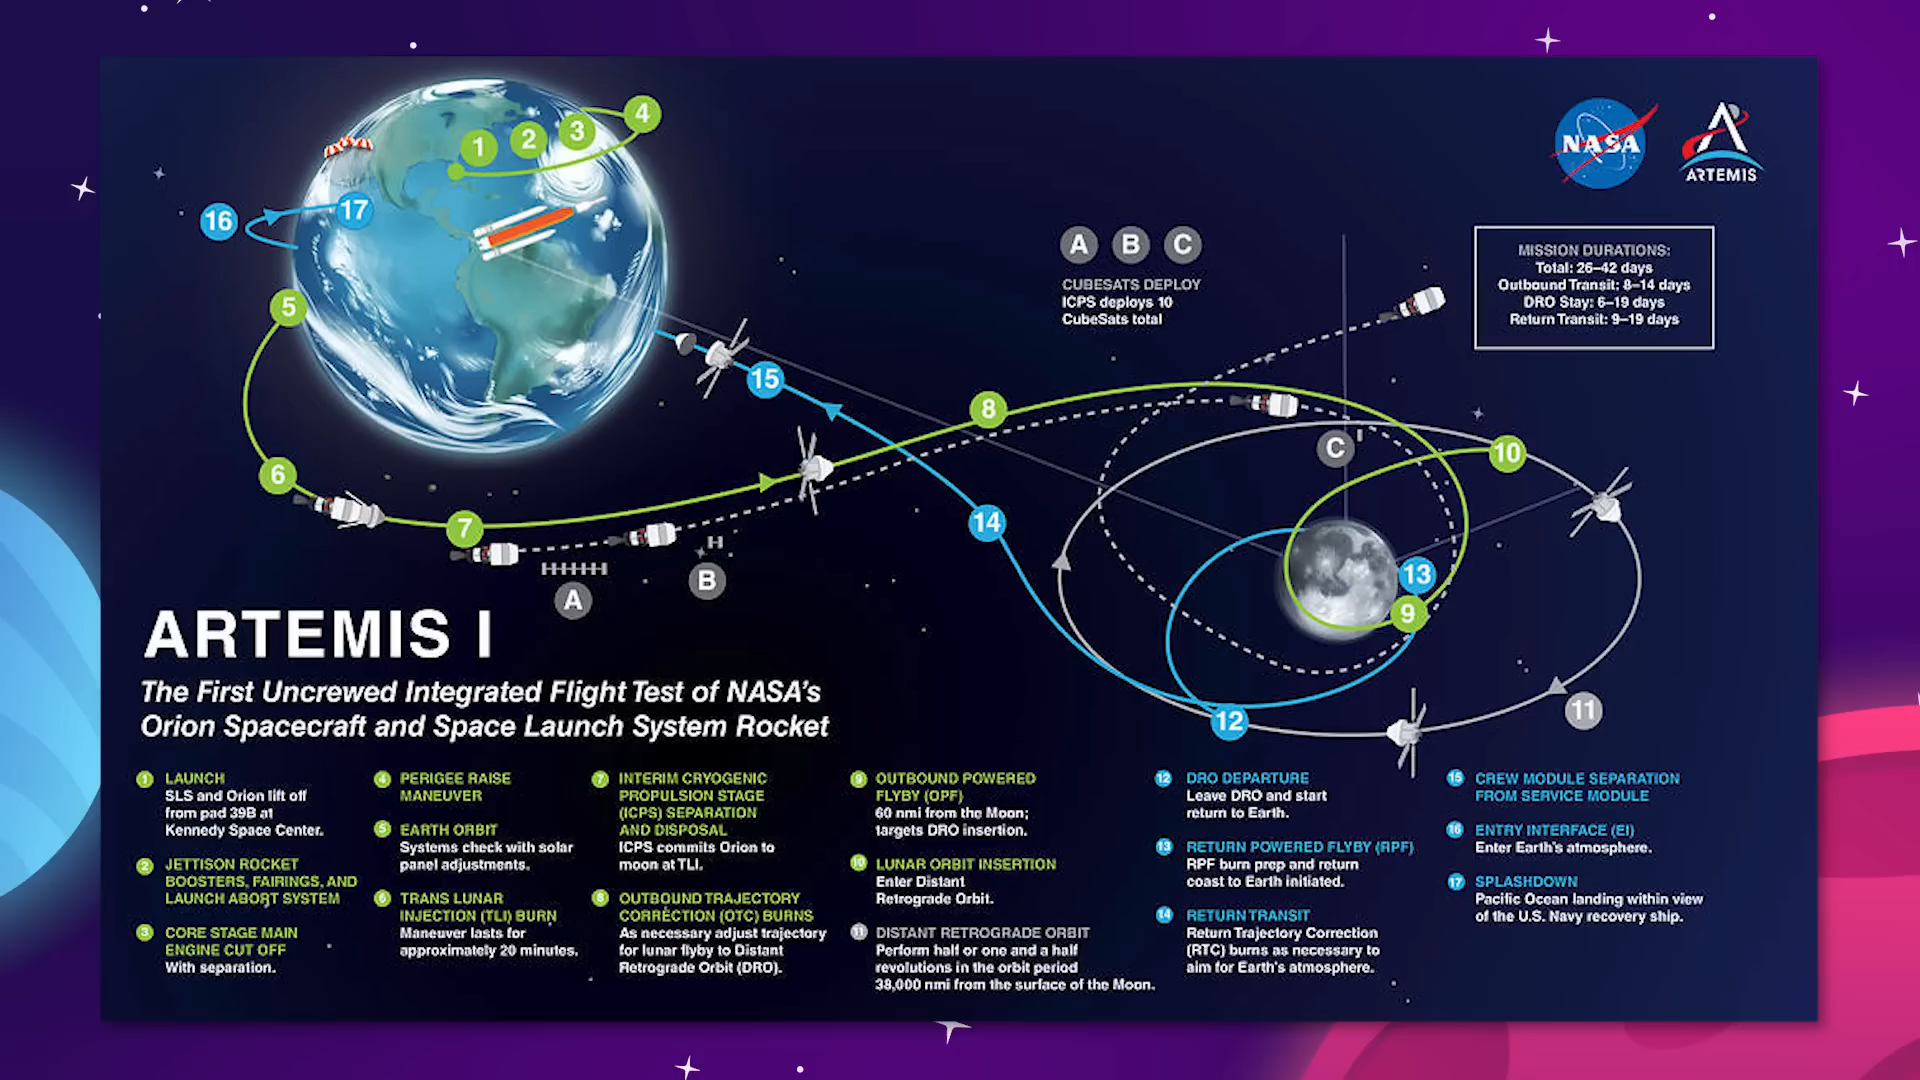 1
2
3
4
NASA
ARTEMIS
16
17
5
A B C
CUBESATS DEPLOY
ICPS deploys 10
CubeSats total
MISSION DURATIONS:
Total: 26–42 days
Outbound Transit: 8–14 days
DRO Stay: 6–19 days
Return Transit: 9–19 days
15
8
C
10
6
7
14
A
B
13
9
11
12
ARTEMIS I
The First Uncrewed Integrated Flight Test of NASA's
Orion Spacecraft and Space Launch System Rocket
1 LAUNCH
SLS and Orion lift off
from pad 39B at
Kennedy Space Center.
2 JETTISON ROCKET
BOOSTERS, FAIRINGS, AND
LAUNCH ABORT SYSTEM
3 CORE STAGE MAIN
ENGINE CUT OFF
With separation.
4 PERIGEE RAISE
MANEUVER
5 EARTH ORBIT
Systems check with solar
panel adjustments.
6 TRANS LUNAR
INJECTION (TLI) BURN
Maneuver lasts for
approximately 20 minutes.
7 INTERIM CRYOGENIC
PROPULSION STAGE
(ICPS) SEPARATION
AND DISPOSAL
ICPS commits Orion to
moon at TLI.
8 OUTBOUND TRAJECTORY
CORRECTION (OTC) BURNS
As necessary adjust trajectory
for lunar flyby to Distant
Retrograde Orbit (DRO).
9 OUTBOUND POWERED
FLYBY (OPF)
60 nmi from the Moon;
targets DRO insertion.
10 LUNAR ORBIT INSERTION
Enter Distant
Retrograde Orbit.
11 DISTANT RETROGRADE ORBIT
Perform half or one and a half
revolutions in the orbit period
38,000 nmi from the surface of the Moon.
12 DRO DEPARTURE
Leave DRO and start
return to Earth.
13 RETURN POWERED FLYBY (RPF)
RPF burn prep and return
coast to Earth initiated.
14 RETURN TRANSIT
Return Trajectory Correction
(RTC) burns as necessary to
aim for Earth's atmosphere.
15 CREW MODULE SEPARATION
FROM SERVICE MODULE
16 ENTRY INTERFACE (EI)
Enter Earth's atmosphere.
17 SPLASHDOWN
Pacific Ocean landing within view
of the U.S. Navy recovery ship.